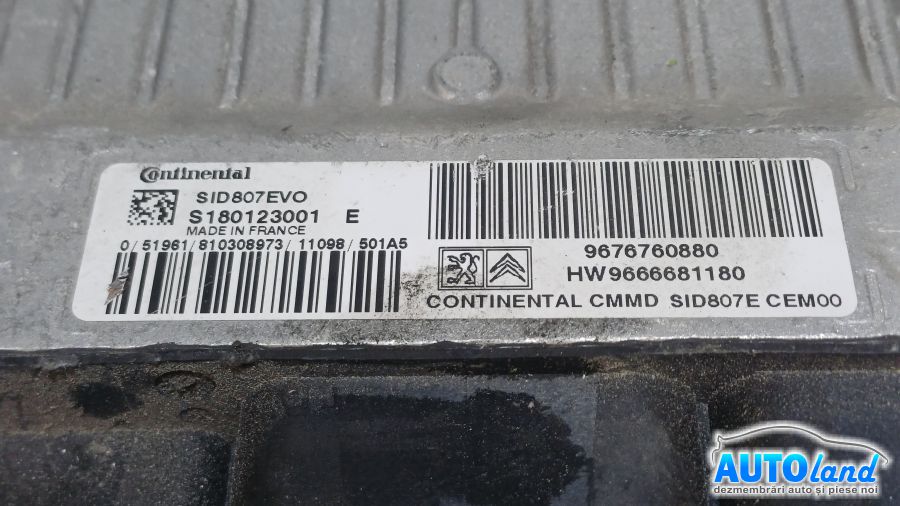 Continental
SID807EVO
S180123001 E
MADE IN FRANCE
0/51961/810308973/11098/501A5
9676760880
HW9666681180
CONTINENTAL CMMD SID807E CEM00
AUTOland
dezmembrări auto și piese noi